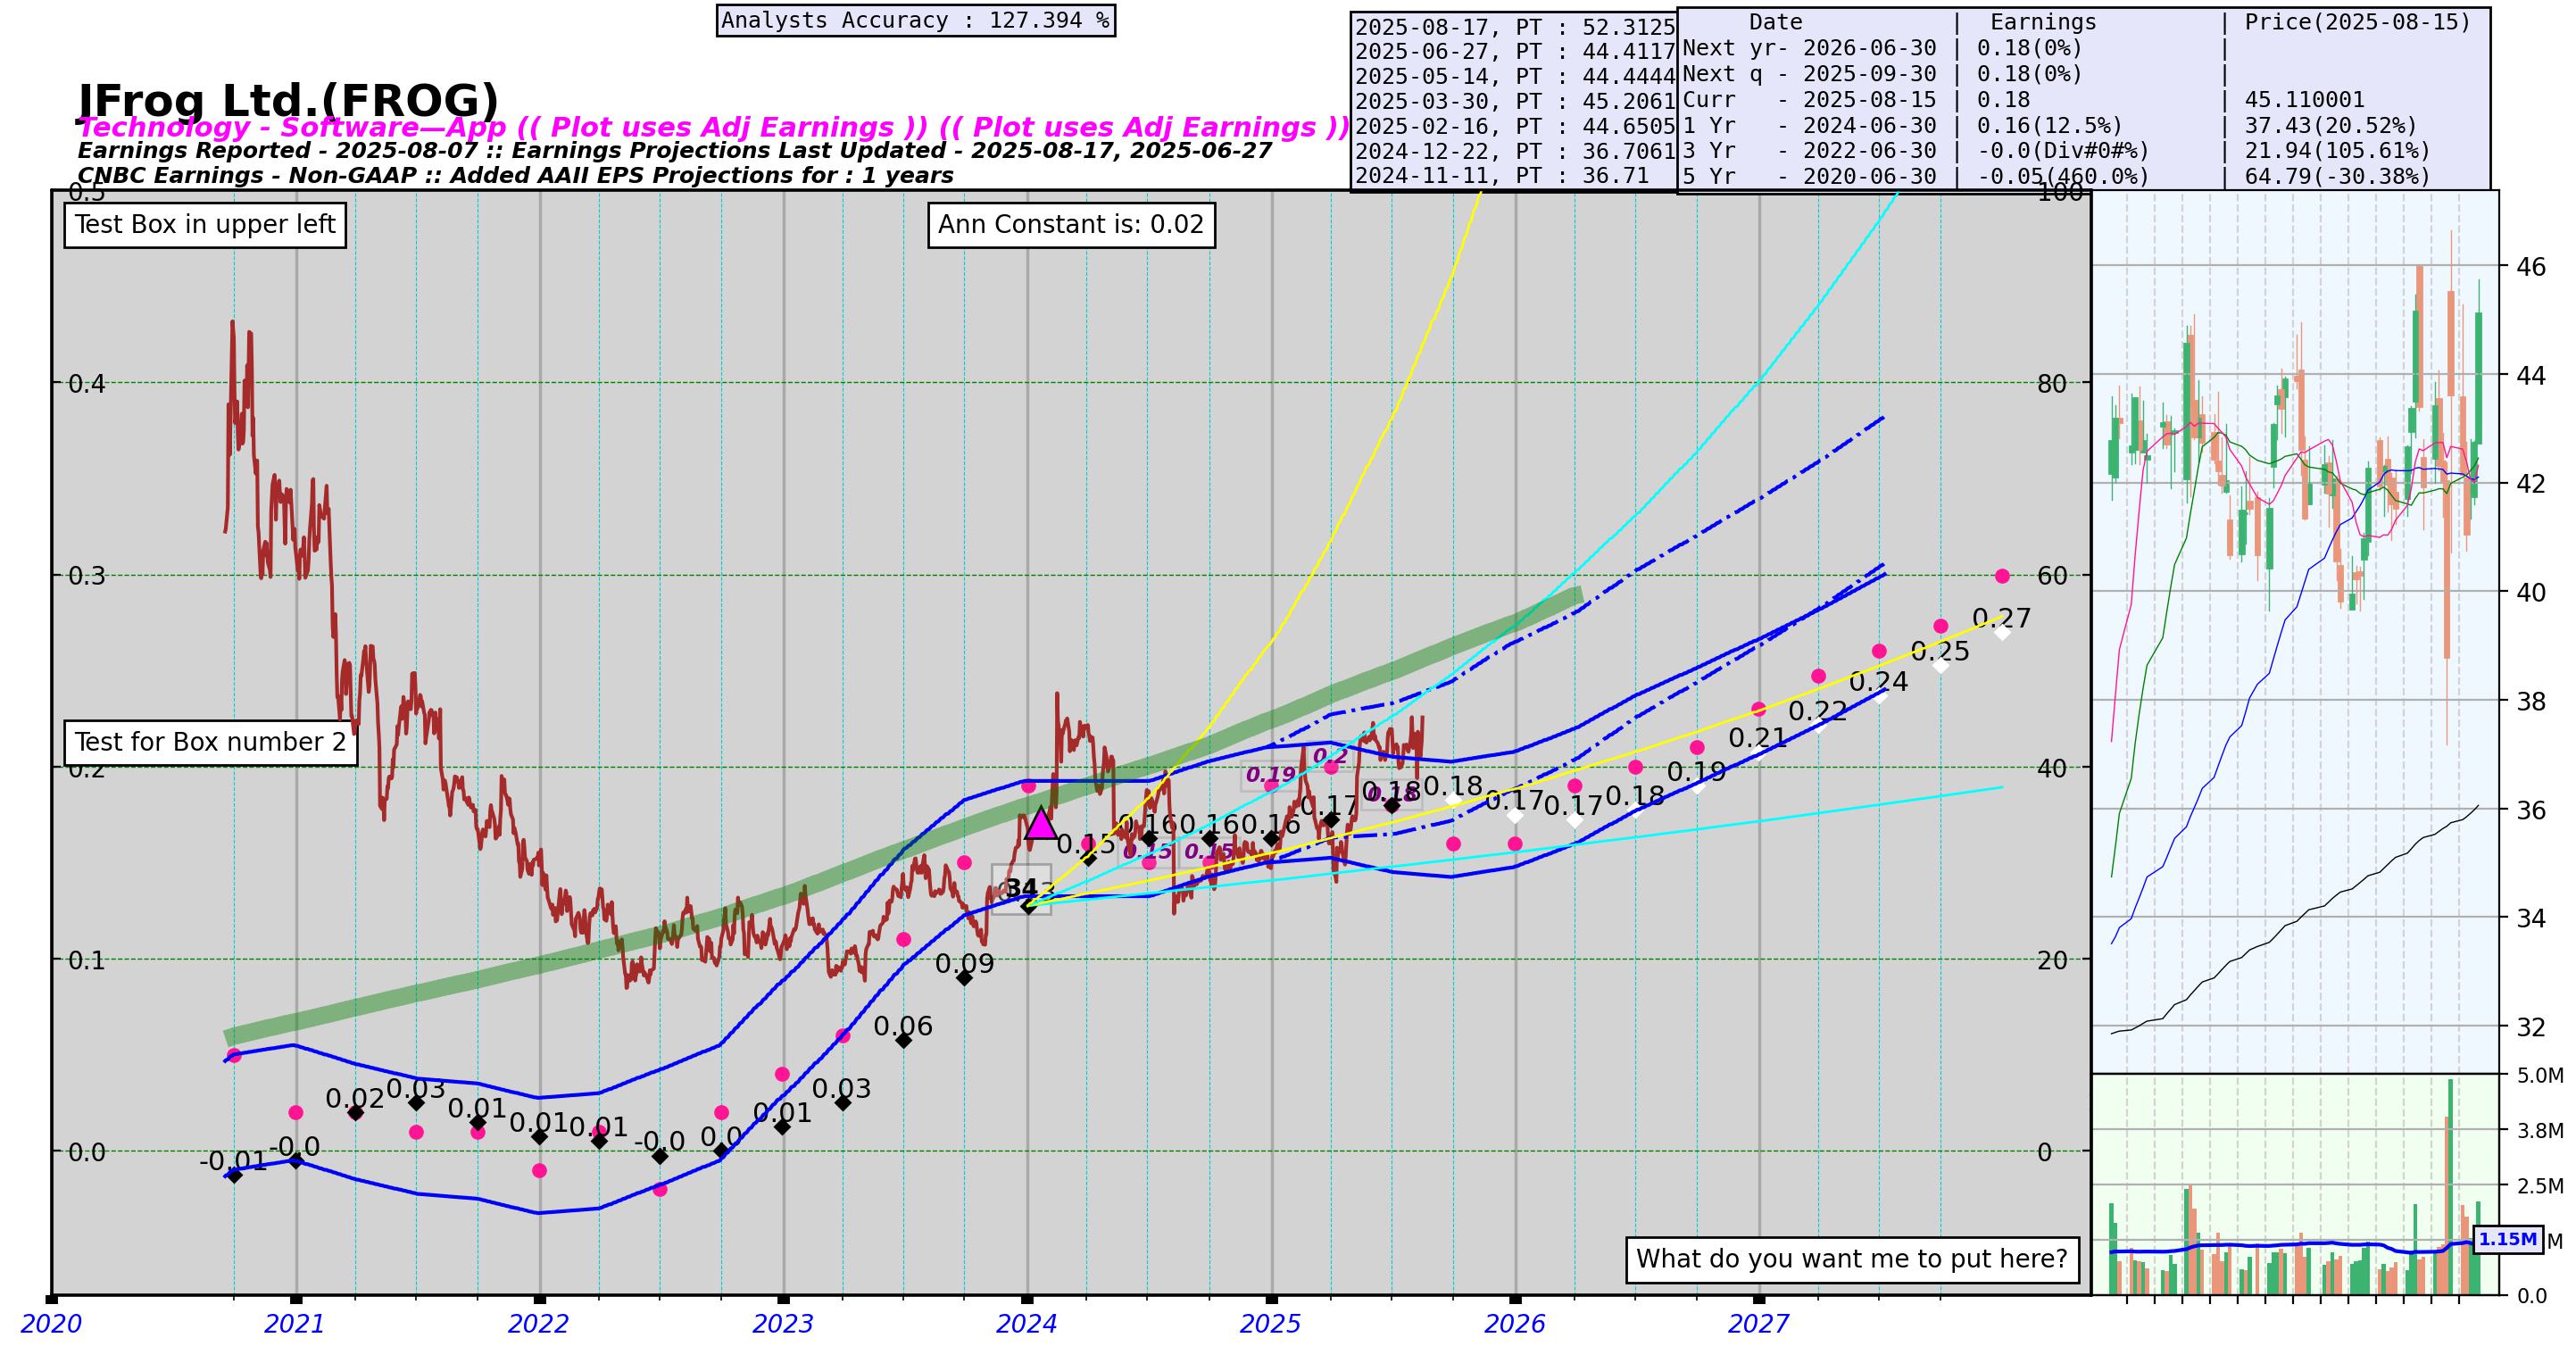 Analysts Accuracy : 127.394 %
JFrog Ltd.(FROG)
Technology - Software—App (( Plot uses Adj Earnings )) (( Plot uses Adj Earnings ))
Earnings Reported - 2025-08-07 :: Earnings Projections Last Updated - 2025-08-17, 2025-06-27
CNBC Earnings - Non-GAAP :: Added AAII EPS Projections for : 1 years
2025-08-17, PT : 52.3125
2025-06-27, PT : 44.4117
2025-05-14, PT : 44.4444
2025-03-30, PT : 45.2061
2025-02-16, PT : 44.6505
2024-12-22, PT : 36.7061
2024-11-11, PT : 36.71
Date | Earnings | Price(2025-08-15)
Next yr- 2026-06-30 | 0.18(0%) |
Next q - 2025-09-30 | 0.18(0%) |
Curr - 2025-08-15 | 0.18 | 45.110001
1 Yr - 2024-06-30 | 0.16(12.5%) | 37.43(20.52%)
3 Yr - 2022-06-30 | -0.0(Div#0#%) | 21.94(105.61%)
5 Yr - 2020-06-30 | -0.05(460.0%) | 64.79(-30.38%)
Test Box in upper left
Ann Constant is: 0.02
Test for Box number 2
What do you want me to put here?
0.5
0.4
0.3
0.2
0.1
0.0
100
80
60
40
20
0
-0.01
-0.0
0.02
0.03
0.01
0.01
0.01
-0.0
0.0
0.01
0.03
0.06
0.09
34
0.15
0.16
0.16
0.16
0.17
0.18
0.18
0.17
0.17
0.18
0.19
0.21
0.22
0.24
0.25
0.27
0.15
0.15
0.19
0.2
0.18
46
44
42
40
38
36
34
32
5.0M
3.8M
2.5M
1.15M
M
0.0
2020
2021
2022
2023
2024
2025
2026
2027